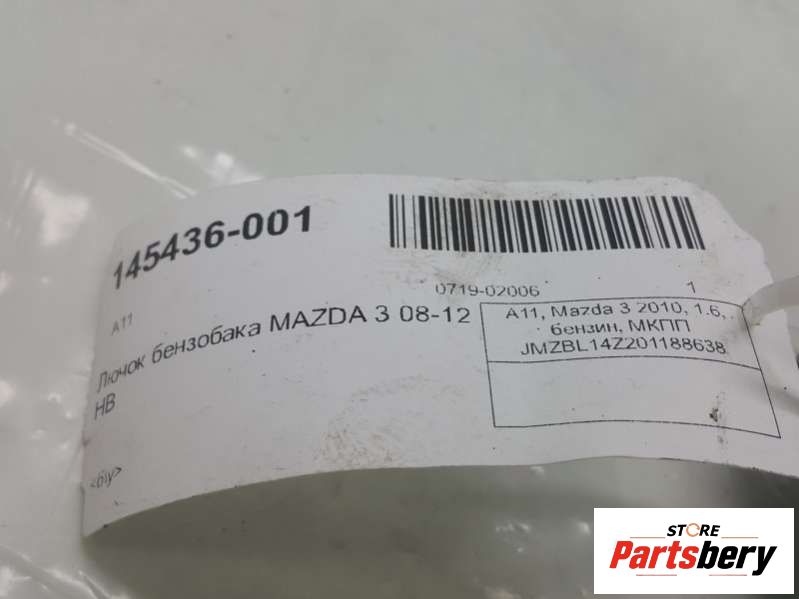 145436-001
A11
0719-02006 1
Лючок бензобака MAZDA 3 08-12
HB
<б/у>
A11, Mazda 3 2010, 1.6,
бензин, МКПП
JMZBL14Z201188638
STORE
Partsbery